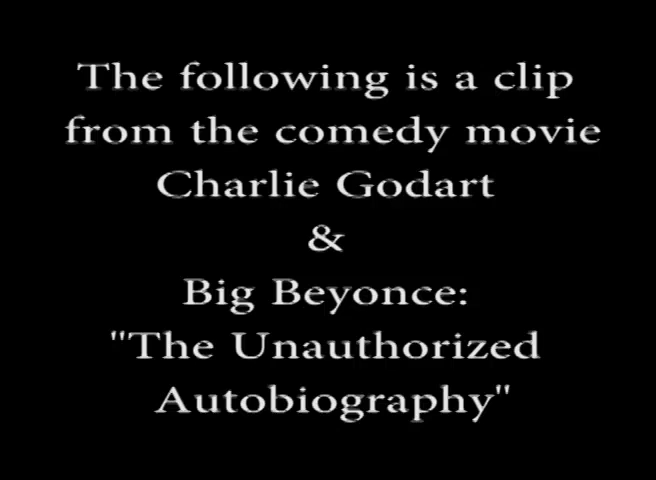 The following is a clip
from the comedy movie
Charlie Godart
&
Big Beyonce:
"The Unauthorized
Autobiography"